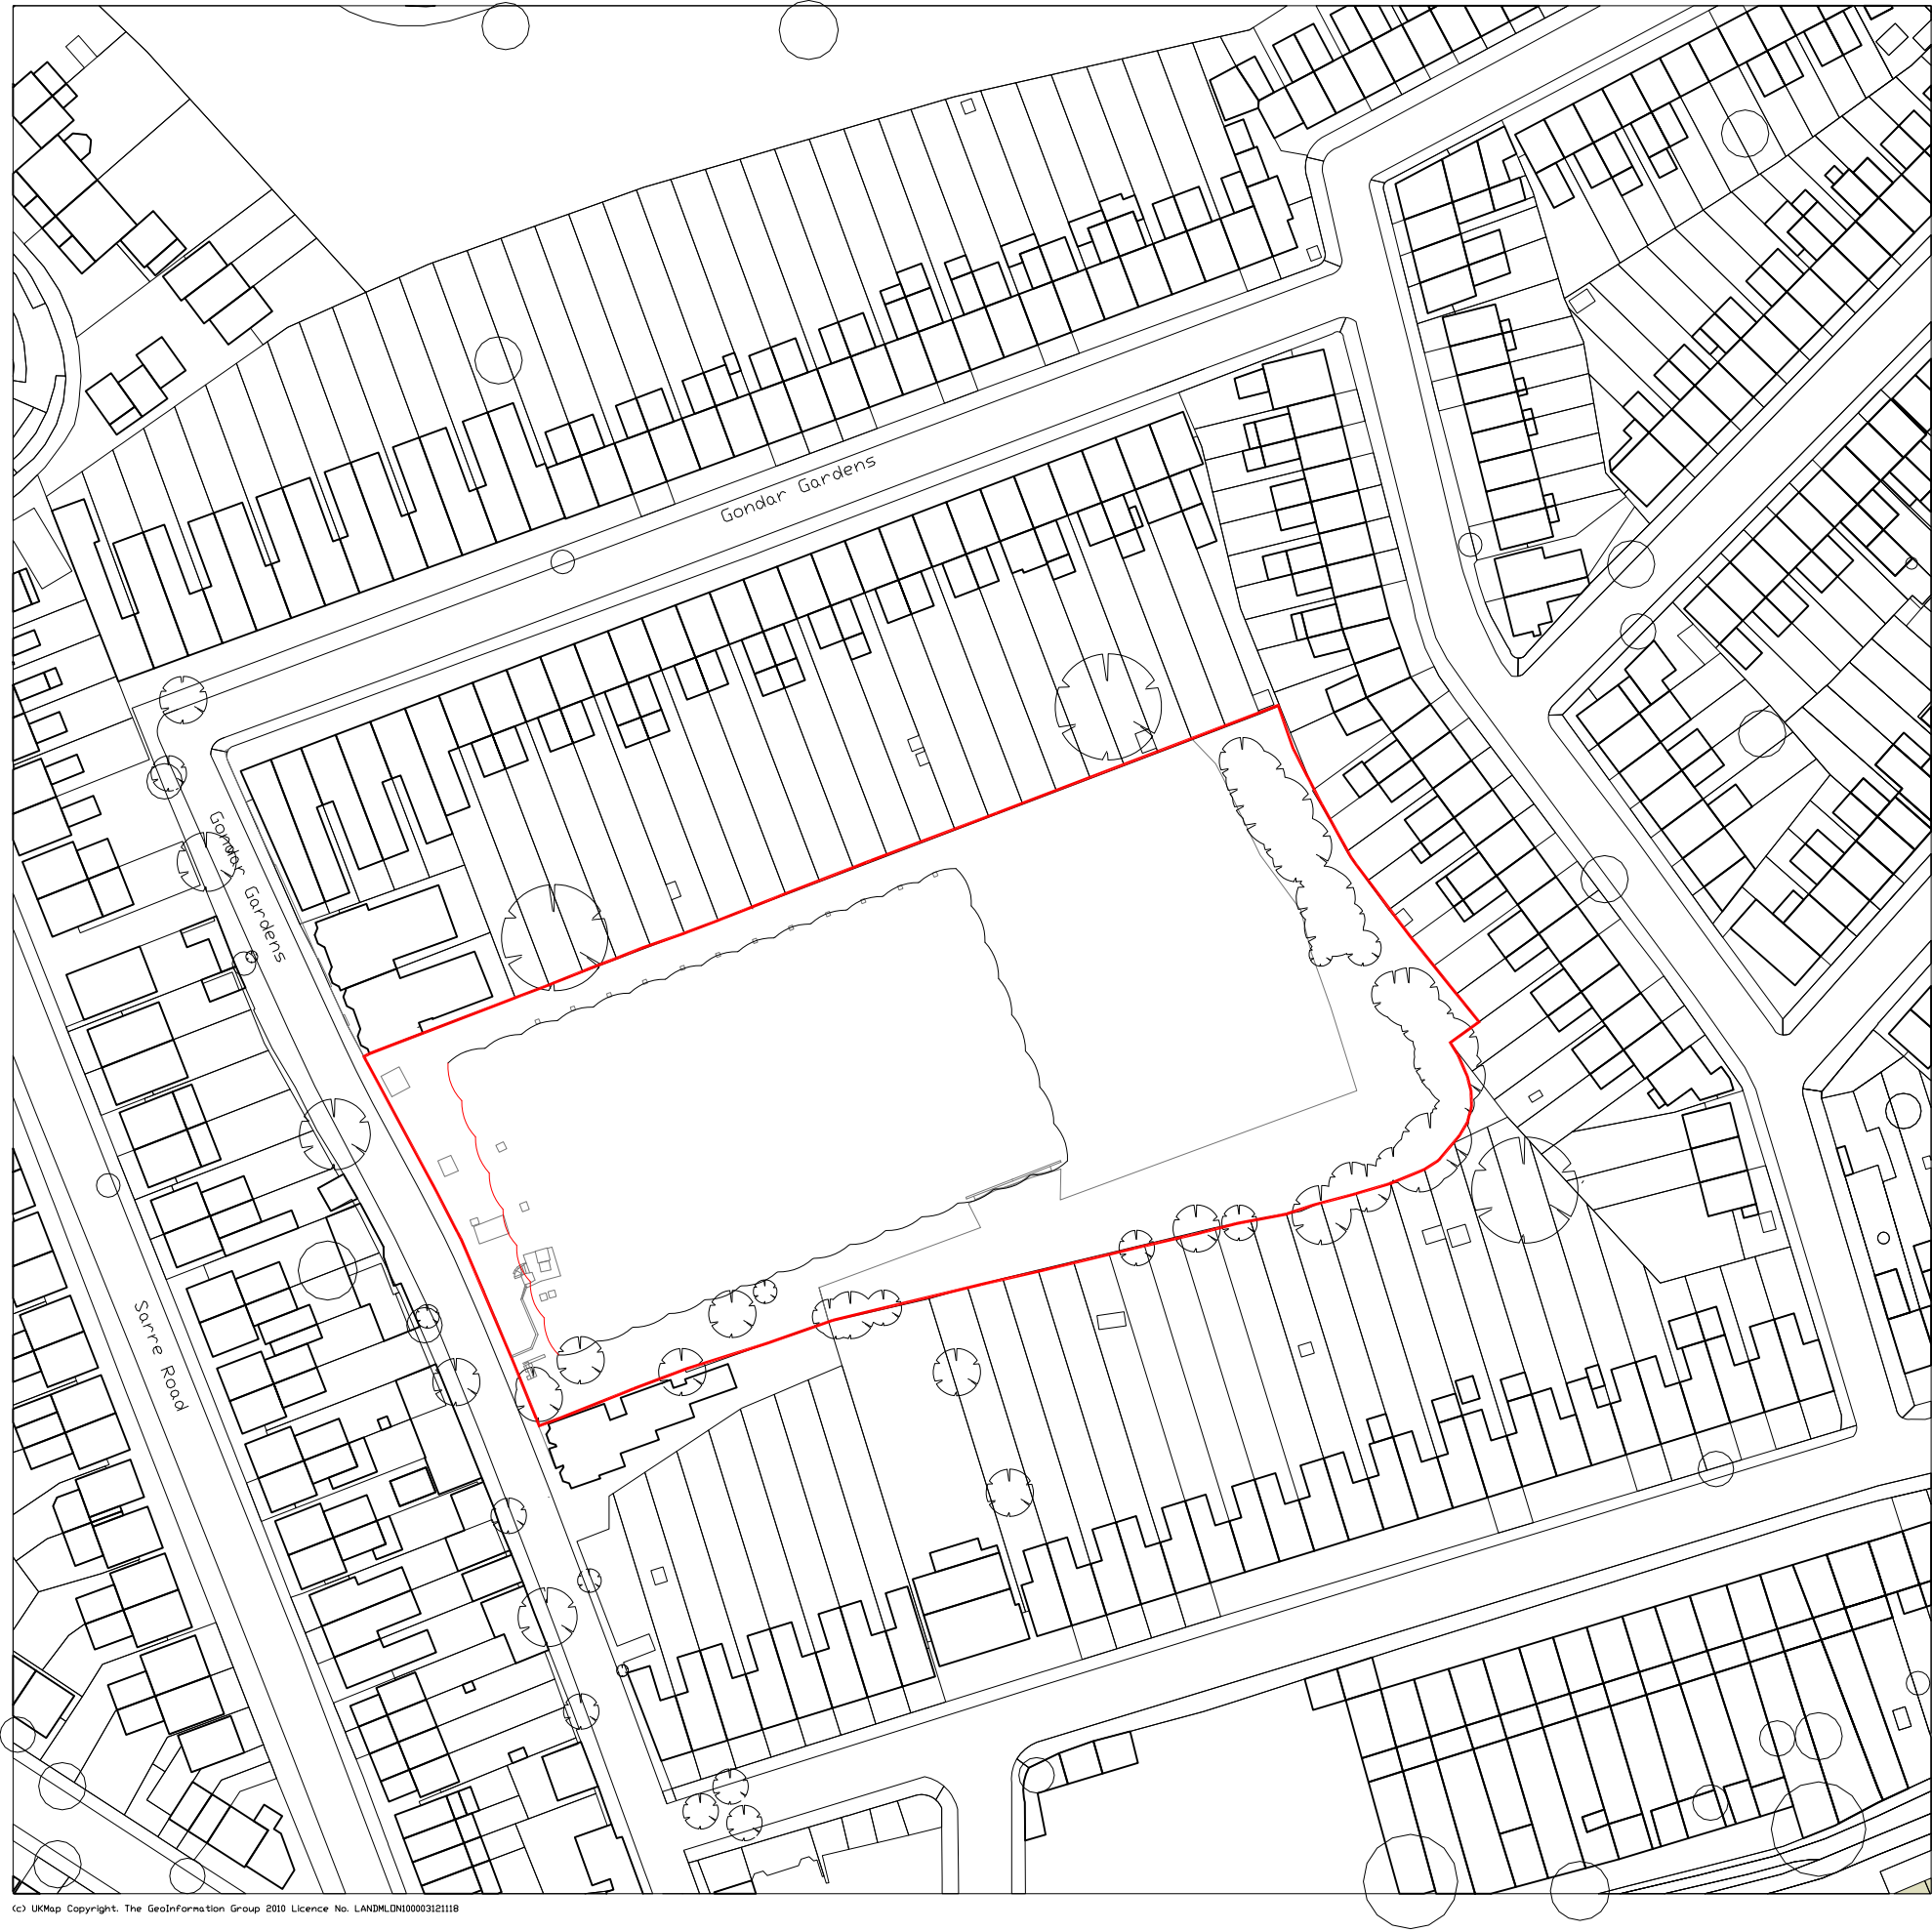 Gondar Gardens
Gondar Gardens
Sarre Road
(c) UKMap Copyright. The GeoInformation Group 2010 Licence No. LANDMLON100003121118